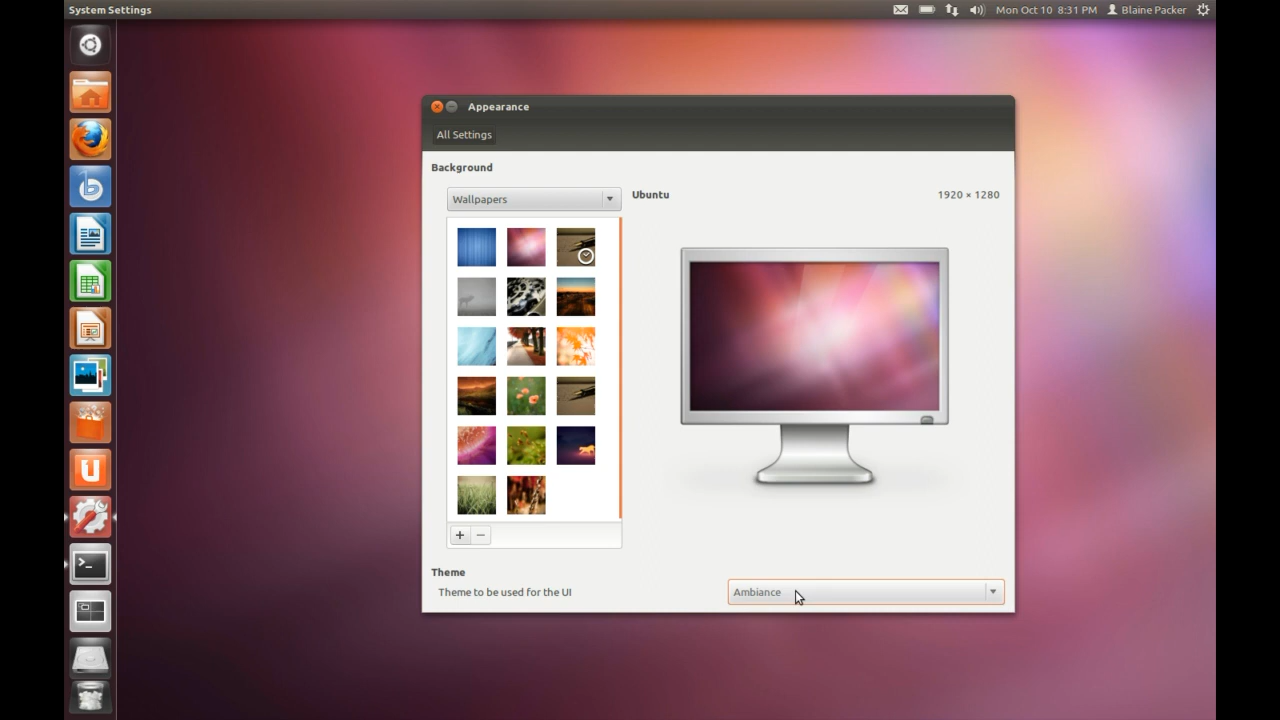 System Settings
Mon Oct 10 8:31 PM Blaine Packer
Appearance
All Settings
Background
Wallpapers
Ubuntu 1920 × 1280
Theme
Theme to be used for the UI Ambiance